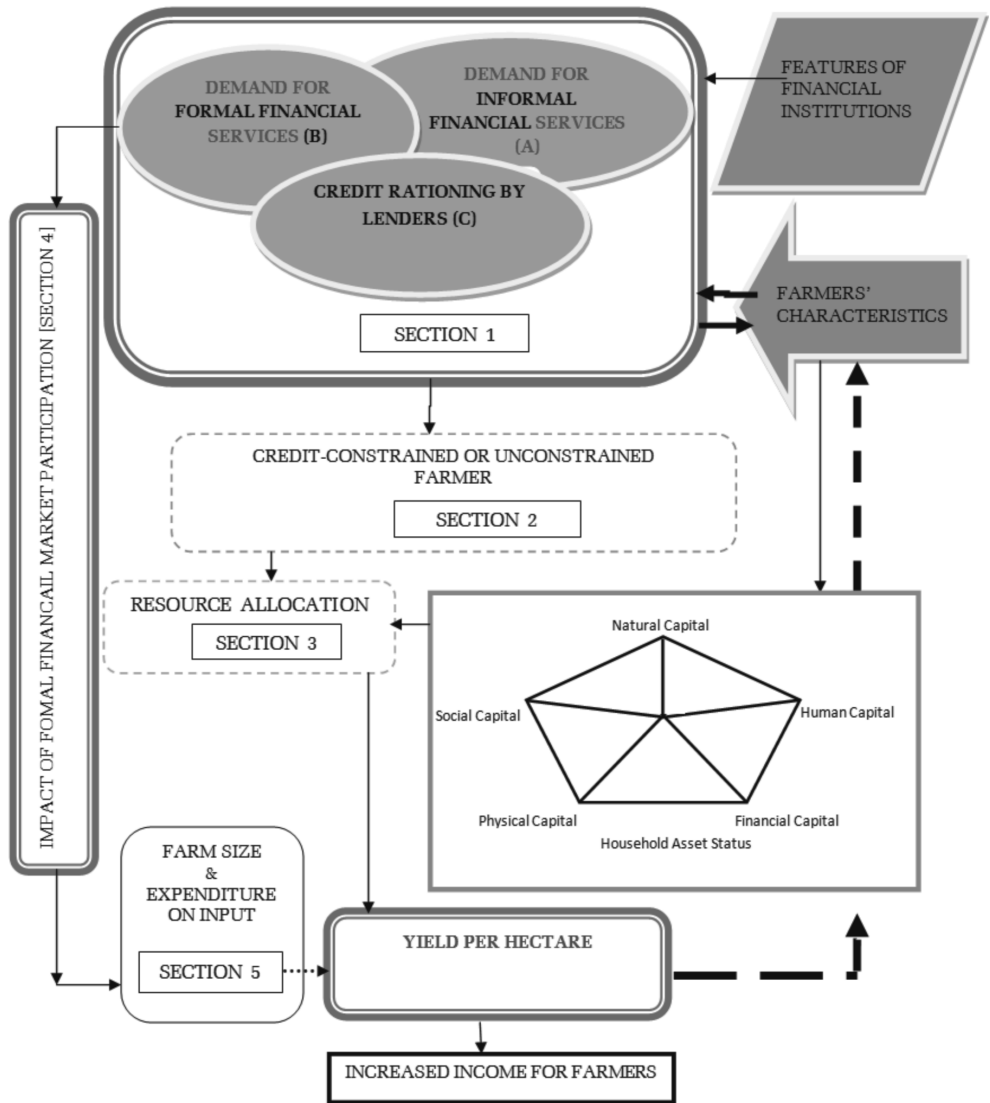 DEMAND FOR
FORMAL FINANCIAL
SERVICES (B)
DEMAND FOR
INFORMAL
FINANCIAL SERVICES
(A)
CREDIT RATIONING BY
LENDERS (C)
SECTION 1
FEATURES OF
FINANCIAL
INSTITUTIONS
FARMERS'
CHARACTERISTICS
IMPACT OF FOMAL FINANCAIL MARKET PARTICIPATION [SECTION 4]
CREDIT-CONSTRAINED OR UNCONSTRAINED
FARMER
SECTION 2
RESOURCE ALLOCATION
SECTION 3
Natural Capital
Social Capital
Human Capital
Physical Capital
Financial Capital
Household Asset Status
FARM SIZE
&
EXPENDITURE
ON INPUT
SECTION 5
YIELD PER HECTARE
INCREASED INCOME FOR FARMERS